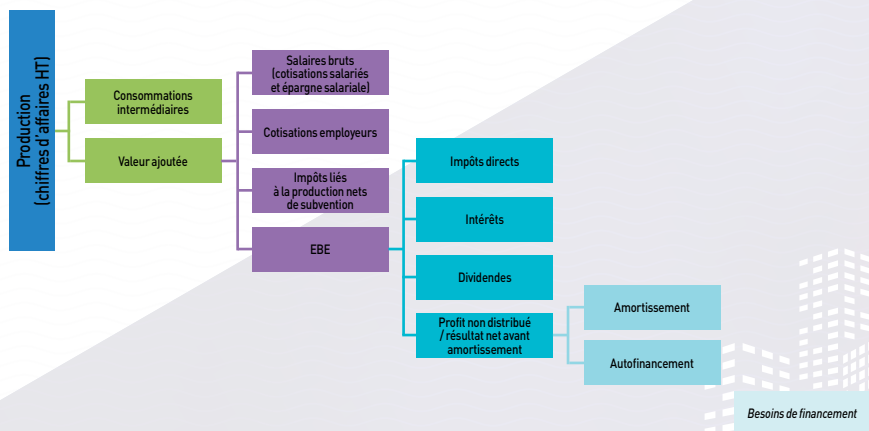 Production
(chiffres d'affaires HT)
Consommations
intermédiaires
Valeur ajoutée
Salaires bruts
(cotisations salariés
et épargne salariale)
Cotisations employeurs
Impôts liés
à la production nets
de subvention
EBE
Impôts directs
Intérêts
Dividendes
Profit non distribué
/ résultat net avant
amortissement
Amortissement
Autofinancement
Besoins de financement